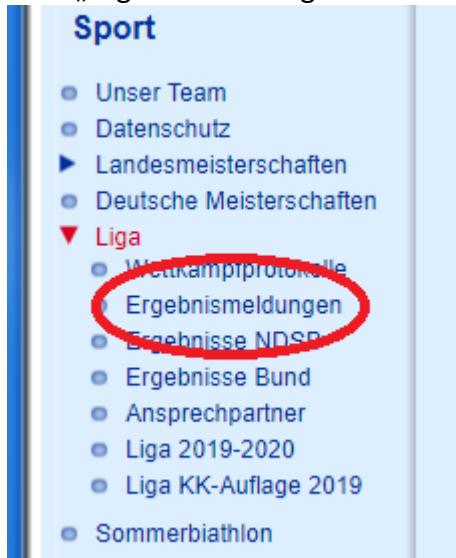 Sport
Unser Team
Datenschutz
Landesmeisterschaften
Deutsche Meisterschaften
Liga
Wettkampfprotokolle
Ergebnismeldungen
Ergebnisse NDSB
Ergebnisse Bund
Ansprechpartner
Liga 2019-2020
Liga KK-Auflage 2019
Sommerbiathlon